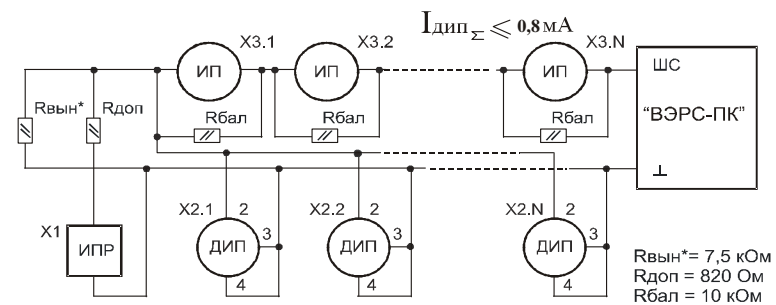 Iдип Σ ⩽ 0,8 мА
X3.1
X3.2
X3.N
ИП
ИП
ИП
ШС
"ВЭРС-ПК"
⊥
Rвын*
Rдоп
Rбал
Rбал
Rбал
X1
ИПР
X2.1
2
ДИП
3
4
X2.2
2
ДИП
3
4
X2.N
2
ДИП
3
4
Rвын*= 7,5 кОм
Rдоп = 820 Ом
Rбал = 10 кОм